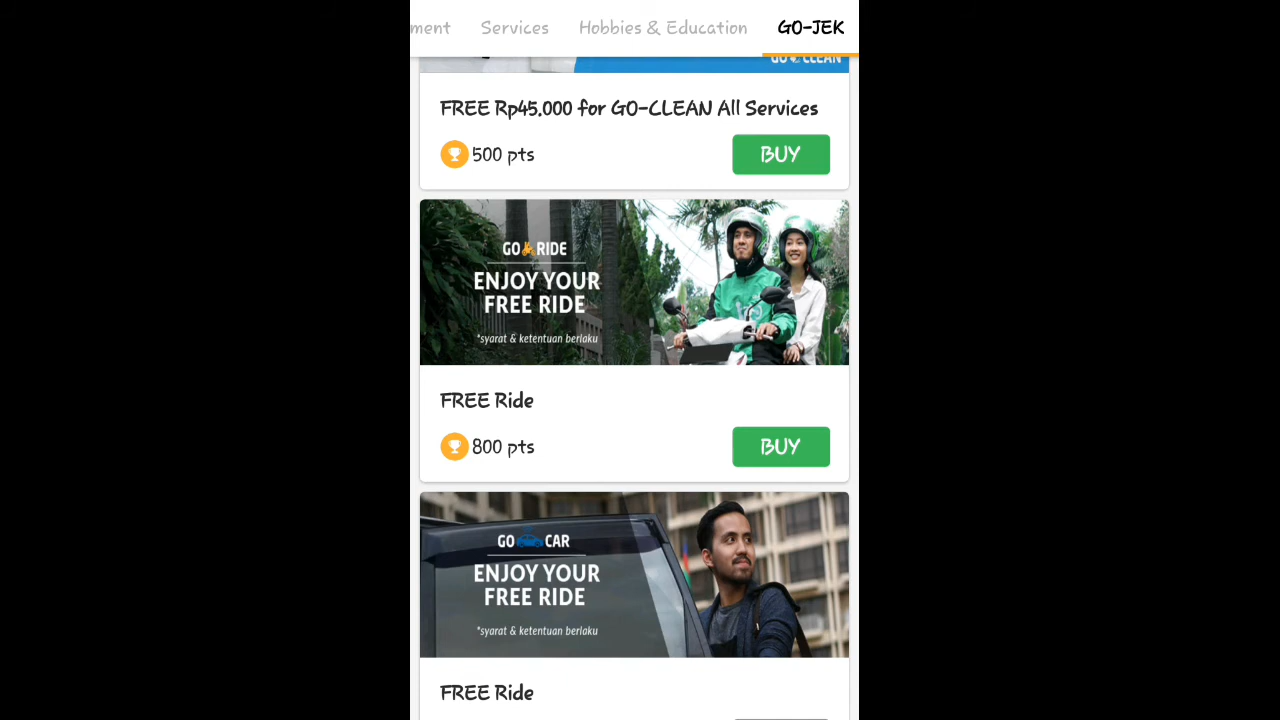 ment Services Hobbies & Education GO-JEK
GO CLEAN
FREE Rp45.000 for GO-CLEAN All Services
500 pts BUY
GO RIDE
ENJOY YOUR
FREE RIDE
*syarat & ketentuan berlaku
FREE Ride
800 pts BUY
GO CAR
ENJOY YOUR
FREE RIDE
*syarat & ketentuan berlaku
FREE Ride